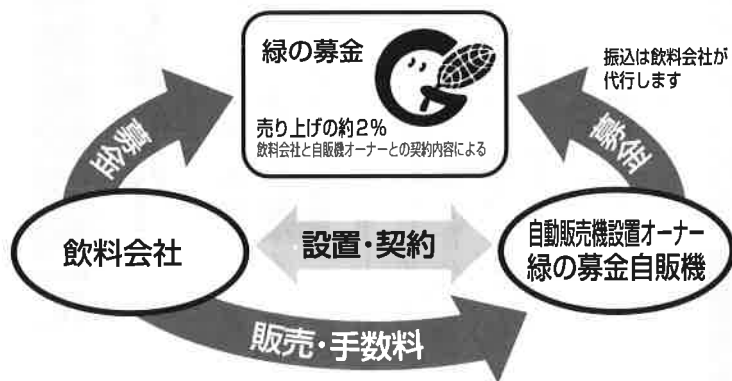 緑の募金
売り上げの約2%
飲料会社と自販機オーナーとの契約内容による
振込は飲料会社が
代行します
募金
募金
飲料会社
設置・契約
自動販売機設置オーナー
緑の募金自販機
販売・手数料